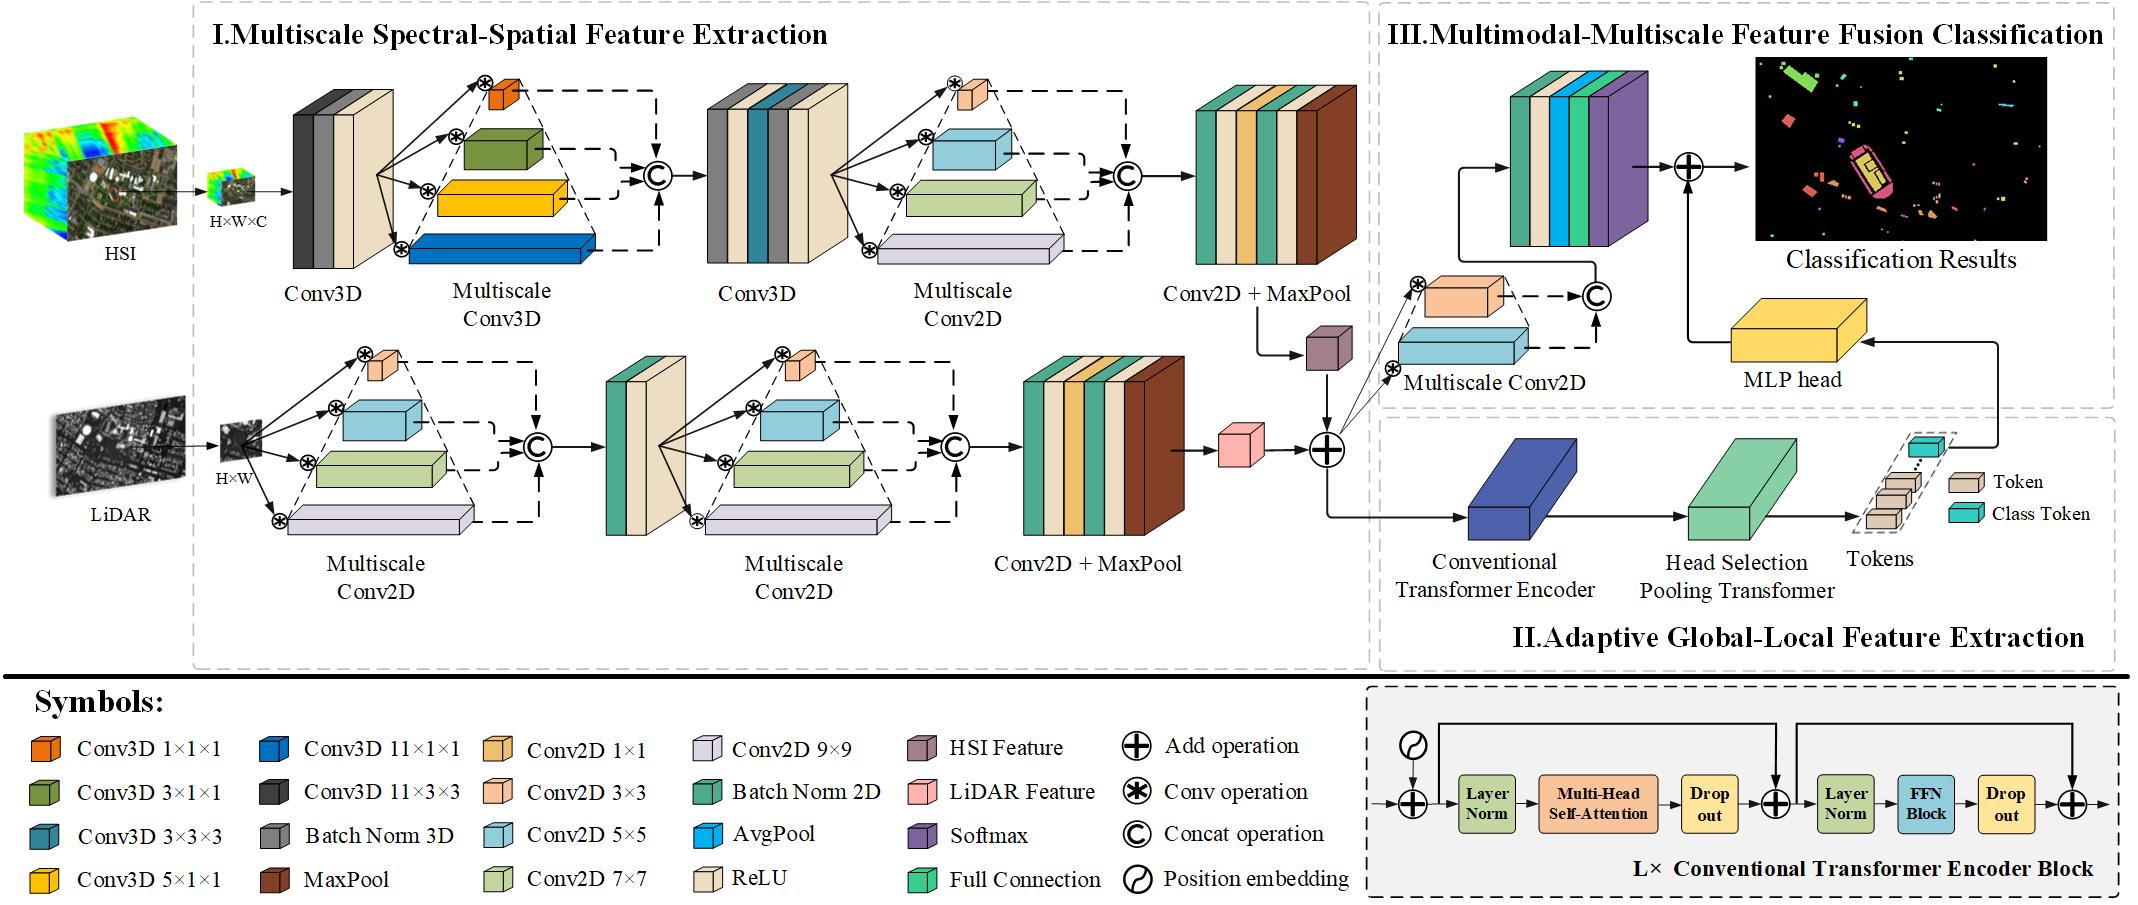 I.Multiscale Spectral-Spatial Feature Extraction
HSI
H×W×C
Conv3D
Multiscale
Conv3D
Conv3D
Multiscale
Conv2D
Conv2D + MaxPool
LiDAR
H×W
Multiscale
Conv2D
Multiscale
Conv2D
Conv2D + MaxPool
III.Multimodal-Multiscale Feature Fusion Classification
Classification Results
Multiscale Conv2D
MLP head
Token
Class Token
Tokens
Conventional
Transformer Encoder
Head Selection
Pooling Transformer
II.Adaptive Global-Local Feature Extraction
Symbols:
Conv3D 1×1×1
Conv3D 3×1×1
Conv3D 3×3×3
Conv3D 5×1×1
Conv3D 11×1×1
Conv3D 11×3×3
Batch Norm 3D
MaxPool
Conv2D 1×1
Conv2D 3×3
Conv2D 5×5
Conv2D 7×7
Conv2D 9×9
Batch Norm 2D
AvgPool
ReLU
HSI Feature
LiDAR Feature
Softmax
Full Connection
Add operation
Conv operation
Concat operation
Position embedding
Layer
Norm
Multi-Head
Self-Attention
Drop
out
Layer
Norm
FFN
Block
Drop
out
L× Conventional Transformer Encoder Block